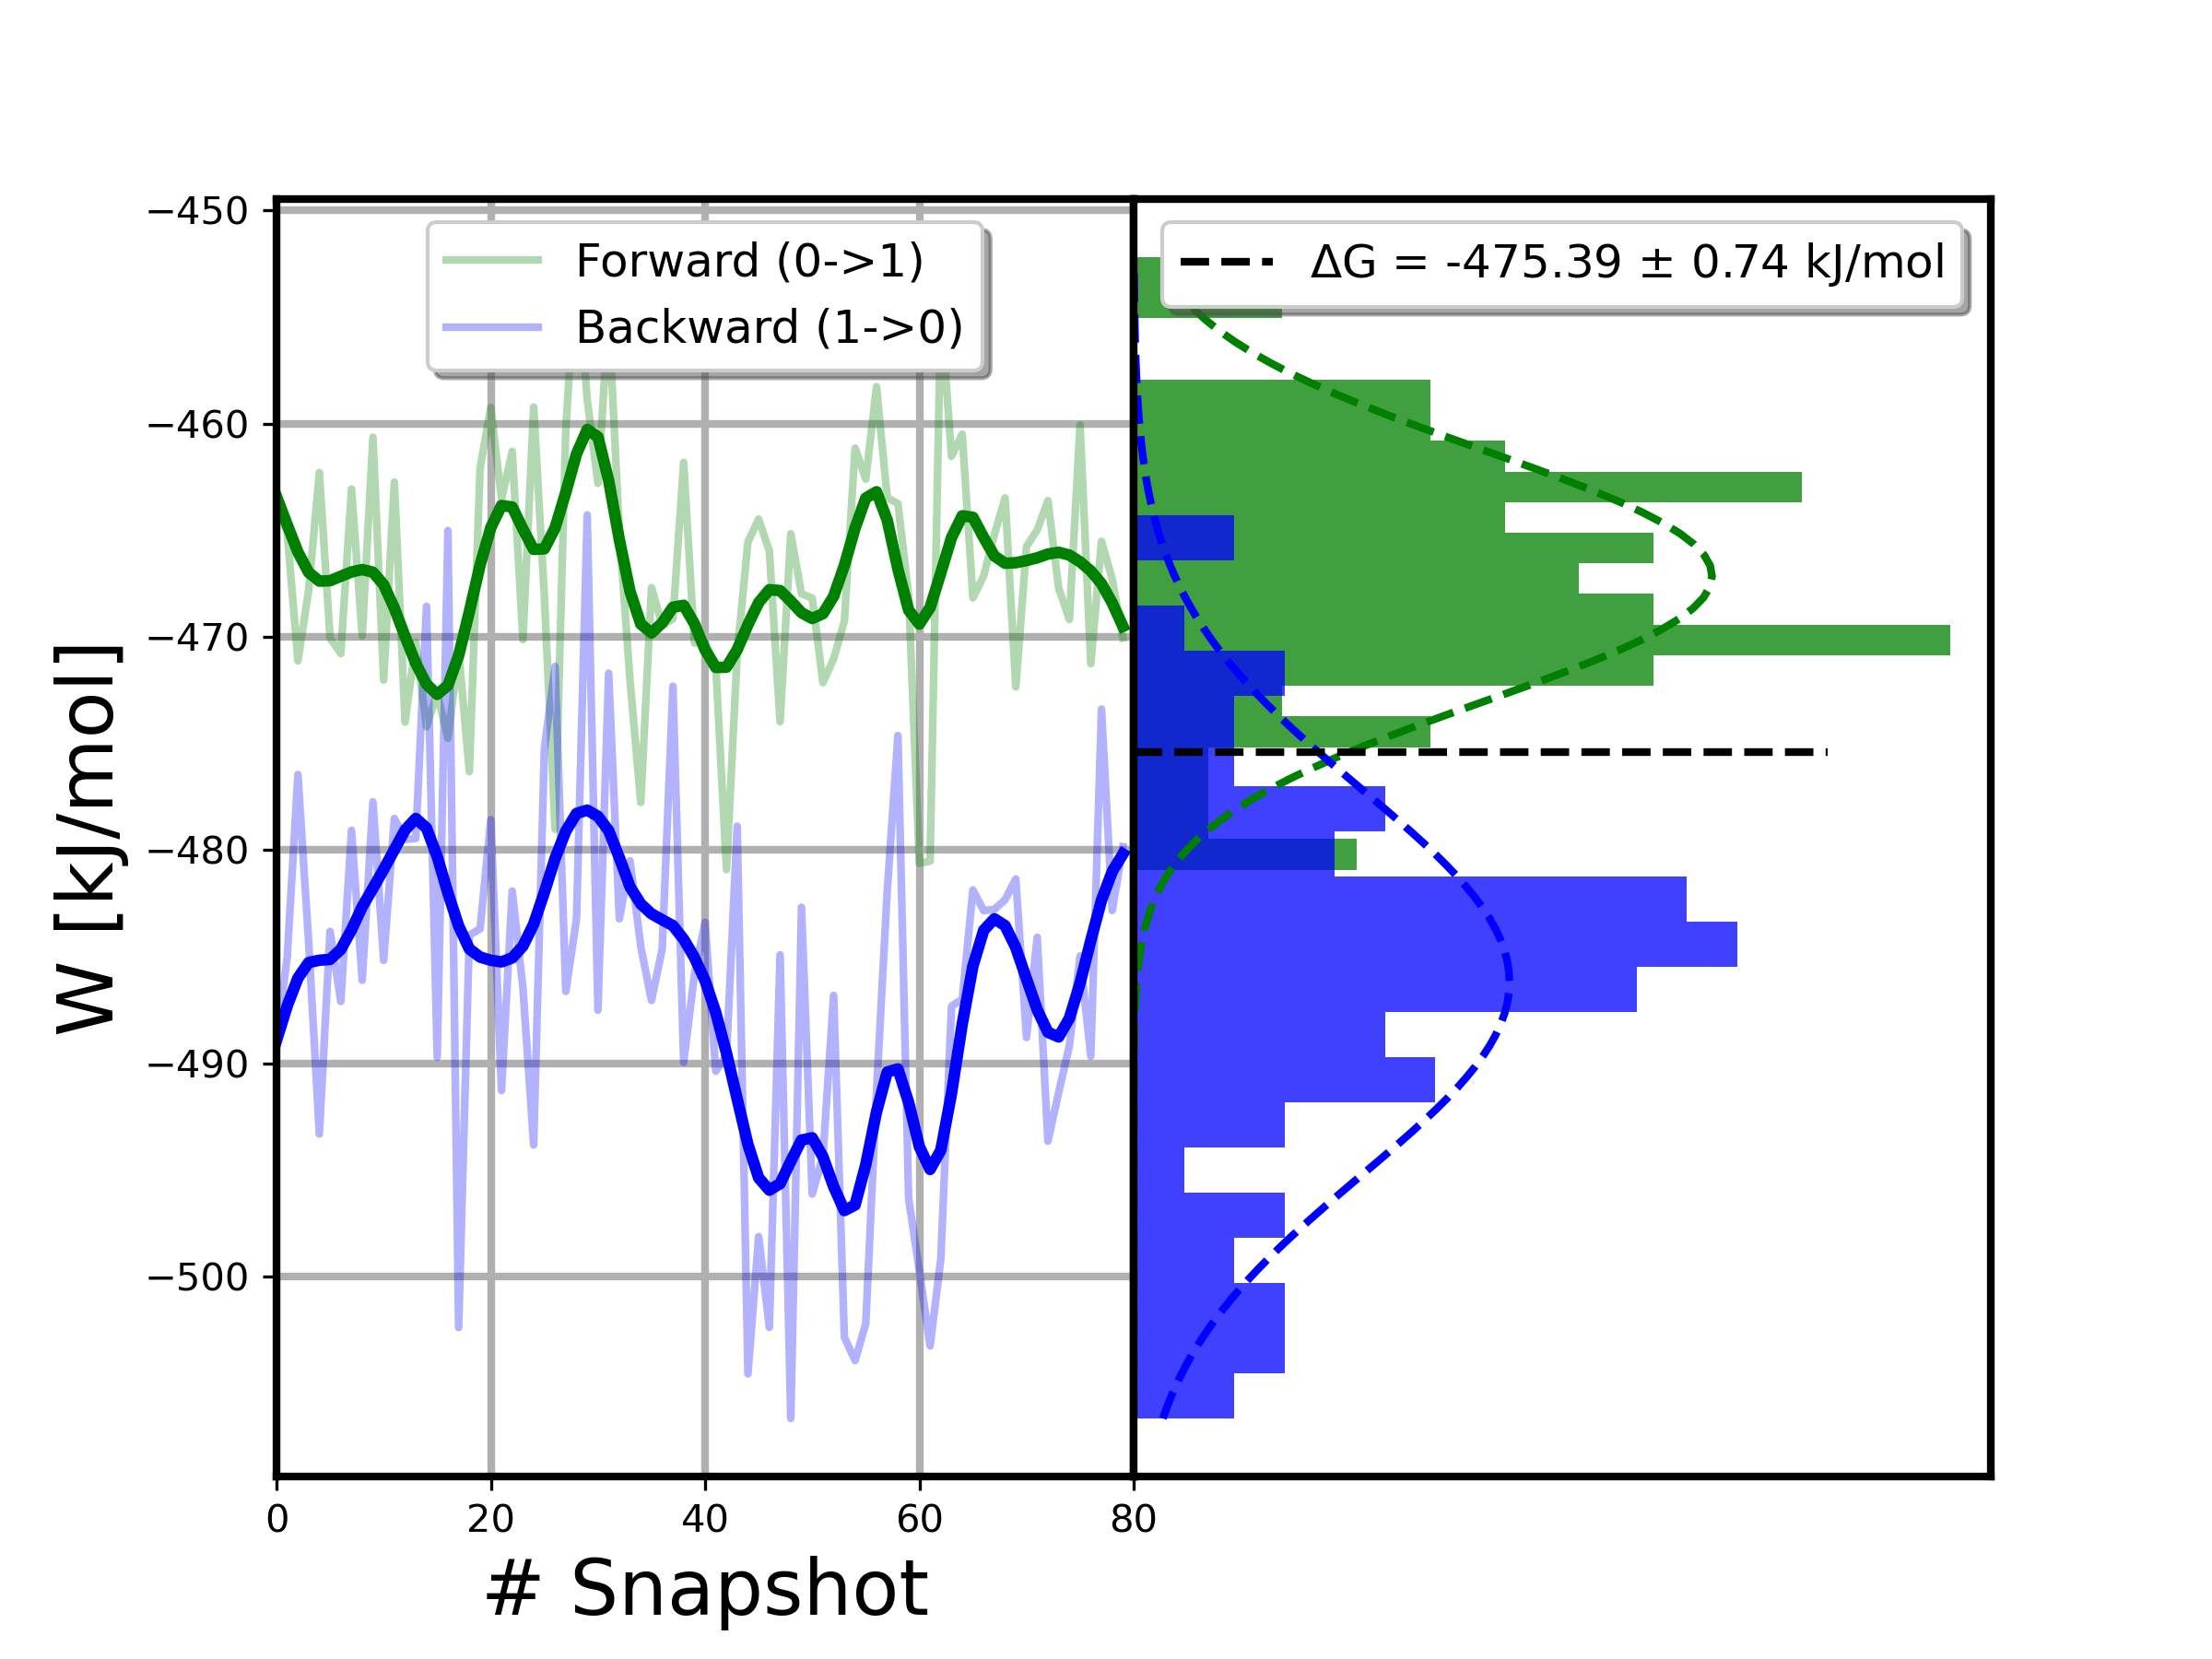 Forward (0->1)
Backward (1->0)
ΔG = -475.39 ± 0.74 kJ/mol
W [kJ/mol]
−450
−460
−470
−480
−490
−500
0
20
40
60
80
# Snapshot